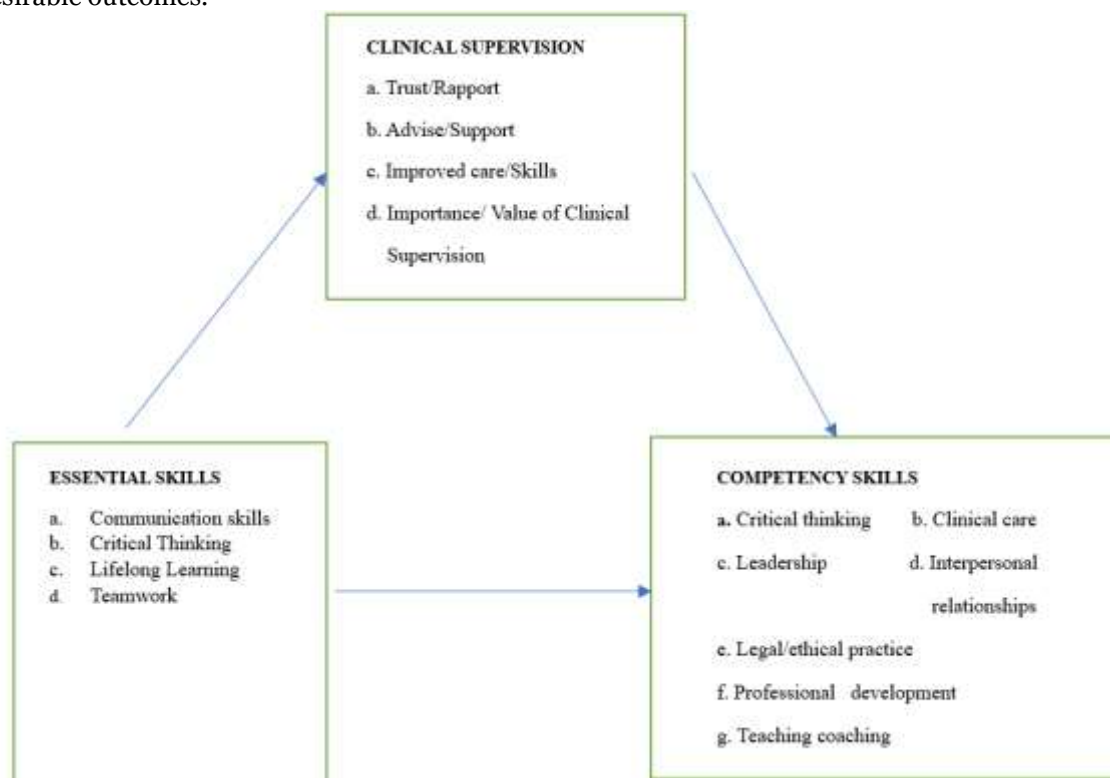 esirable outcomes.
CLINICAL SUPERVISION
a. Trust/Rapport
b. Advise/Support
c. Improved care/Skills
d. Importance/ Value of Clinical
Supervision
ESSENTIAL SKILLS
a. Communication skills
b. Critical Thinking
c. Lifelong Learning
d. Teamwork
COMPETENCY SKILLS
a. Critical thinking b. Clinical care
c. Leadership d. Interpersonal
relationships
e. Legal/ethical practice
f. Professional development
g. Teaching coaching